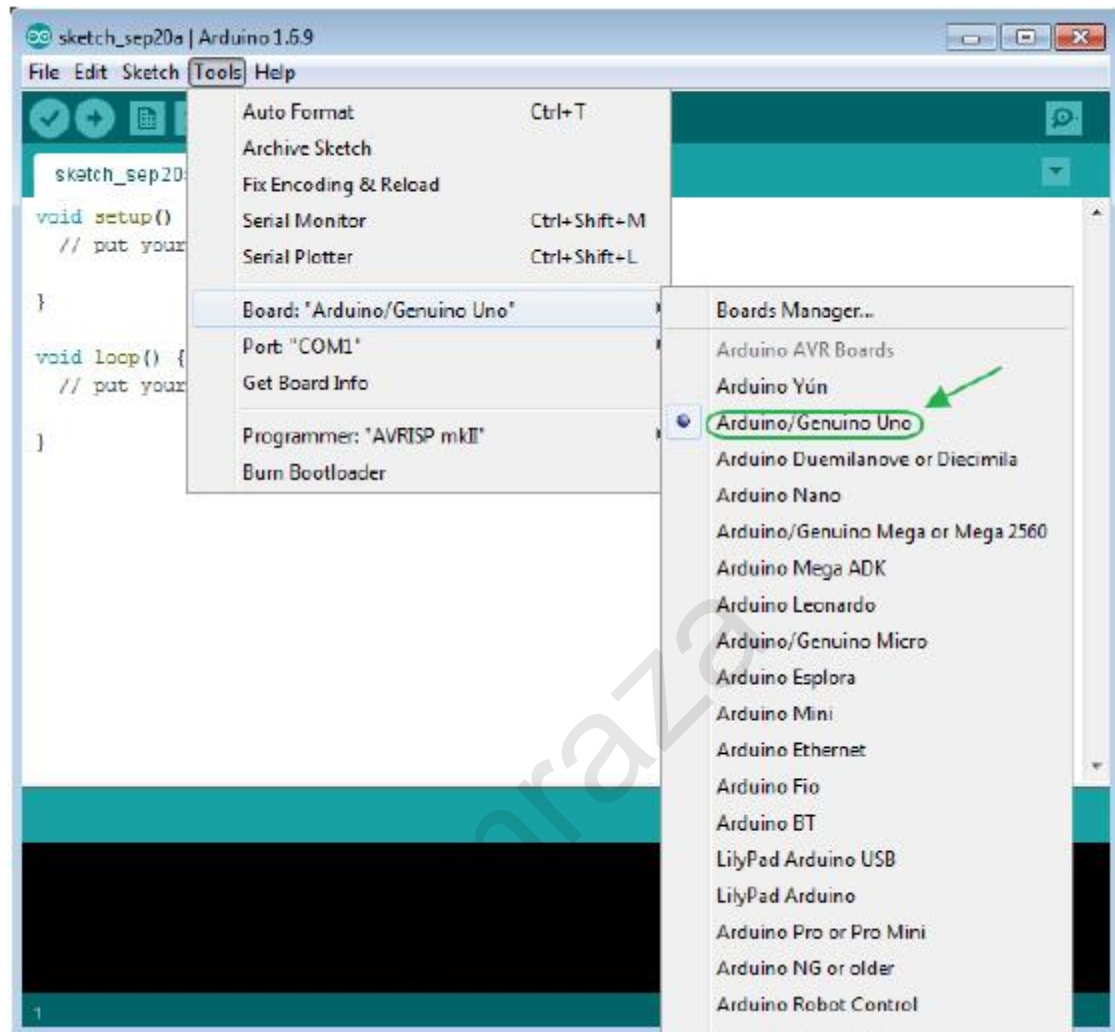 sketch_sep20a | Arduino 1.6.9
File Edit Sketch Tools Help
sketch_sep20
void setup()
// put your
}
void loop() {
// put your
}
Auto Format Ctrl+T
Archive Sketch
Fix Encoding & Reload
Serial Monitor Ctrl+Shift+M
Serial Plotter Ctrl+Shift+L
Board: "Arduino/Genuino Uno"
Port: "COM1"
Get Board Info
Programmer: "AVRISP mkII"
Burn Bootloader
Boards Manager...
Arduino AVR Boards
Arduino Yún
Arduino/Genuino Uno
Arduino Duemilanove or Diecimila
Arduino Nano
Arduino/Genuino Mega or Mega 2560
Arduino Mega ADK
Arduino Leonardo
Arduino/Genuino Micro
Arduino Esplora
Arduino Mini
Arduino Ethernet
Arduino Fio
Arduino BT
LilyPad Arduino USB
LilyPad Arduino
Arduino Pro or Pro Mini
Arduino NG or older
Arduino Robot Control
1